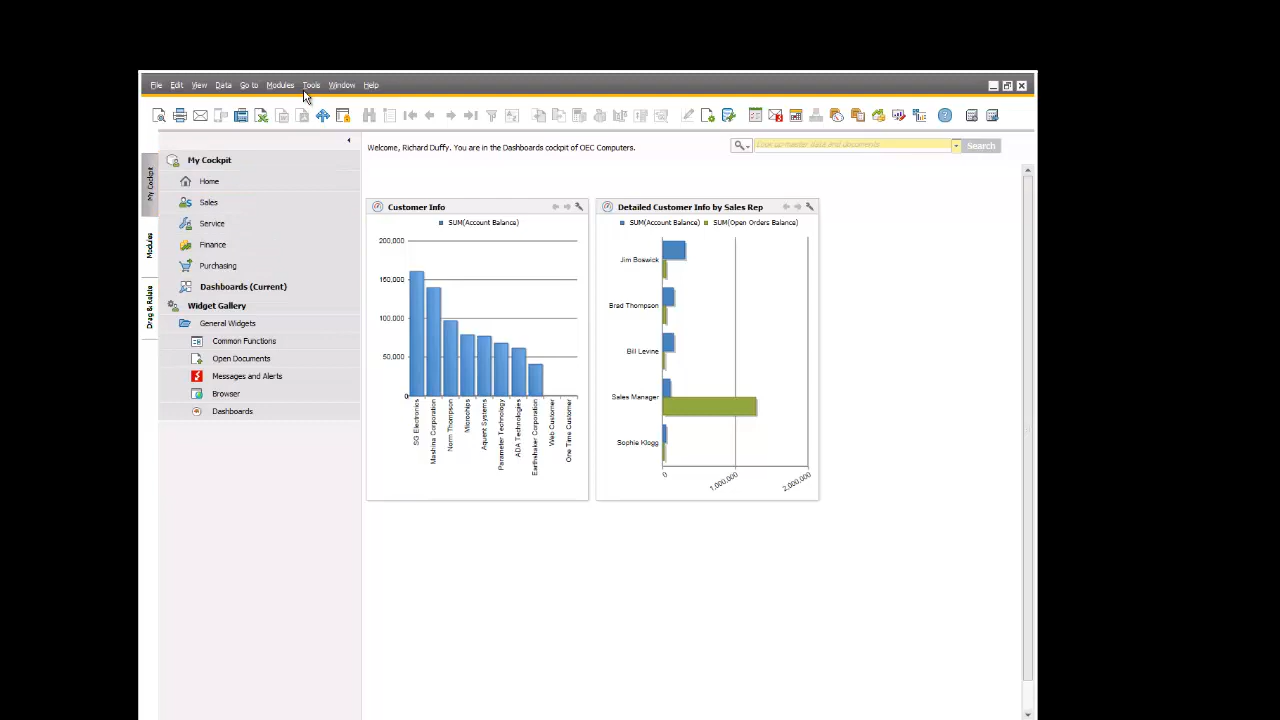 File Edit View Data Go to Modules Tools Window Help
Welcome, Richard Duffy. You are in the Dashboards cockpit of OEC Computers.
Look up master data and documents
Search
My Cockpit
Modules
Drag & Relate
My Cockpit
Home
Sales
Service
Finance
Purchasing
Dashboards (Current)
Widget Gallery
General Widgets
Common Functions
Open Documents
Messages and Alerts
Browser
Dashboards
Customer Info
SUM(Account Balance)
200,000
150,000
100,000
50,000
0
SG Electronics
Mashina Corporation
Norm Thompson
Microchips
Aquent Systems
Parameter Technology
ADA Technologies
Earthshaker Corporation
Web Customer
One Time Customer
Detailed Customer Info by Sales Rep
SUM(Account Balance) SUM(Open Orders Balance)
Jim Boswick
Brad Thompson
Bill Levine
Sales Manager
Sophie Klogg
0 1,000,000 2,000,000